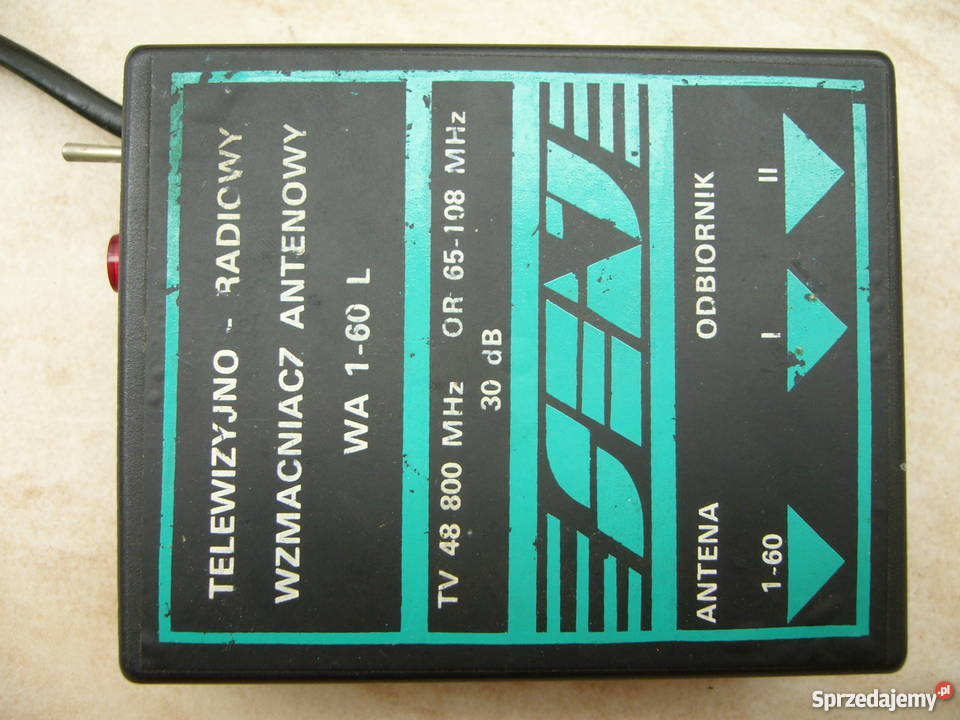 TELEWIZYJNO - RADIOWY
WZMACNIACZ ANTENOWY
WA 1-60 L
TV 48 800 MHz OR 65-108 MHz
30 dB
SEN
ANTENA ODBIORNIK
1-60 I II
Sprzedajemy.pl